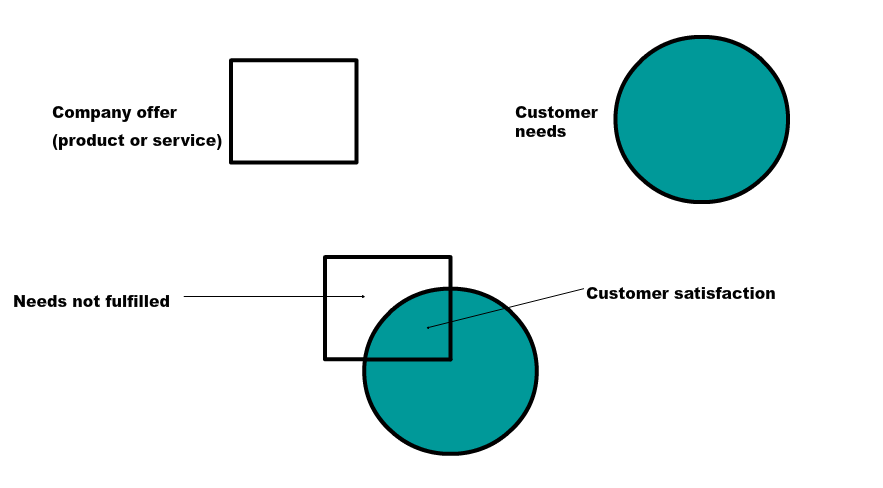 Company offer
(product or service)
Customer
needs
Needs not fulfilled
Customer satisfaction